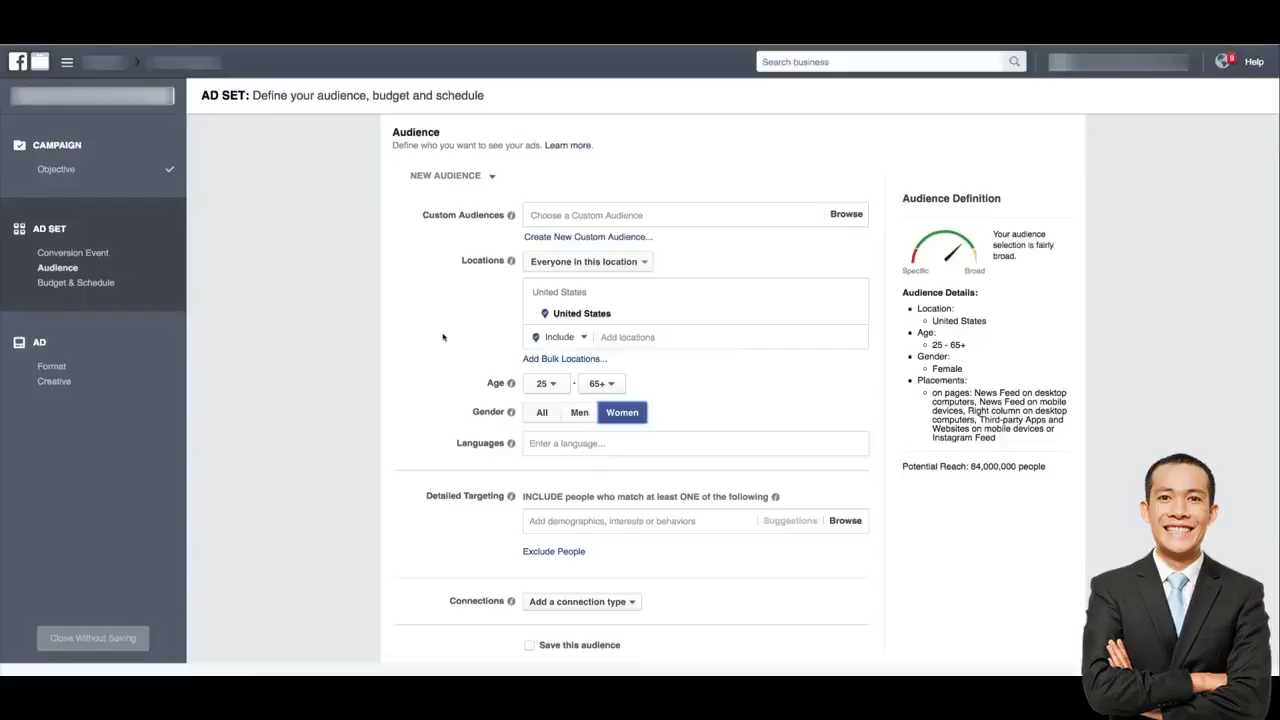 Search business
9
Help
AD SET: Define your audience, budget and schedule
CAMPAIGN
Objective
AD SET
Conversion Event
Audience
Budget & Schedule
AD
Format
Creative
Close Without Saving
Audience
Define who you want to see your ads. Learn more.
NEW AUDIENCE
Custom Audiences
Choose a Custom Audience
Browse
Create New Custom Audience...
Locations
Everyone in this location
United States
United States
Include
Add locations
Add Bulk Locations...
Age
25
-
65+
Gender
All
Men
Women
Languages
Enter a language...
Detailed Targeting
INCLUDE people who match at least ONE of the following
Add demographics, interests or behaviors
Suggestions
Browse
Exclude People
Connections
Add a connection type
Save this audience
Audience Definition
Specific
Broad
Your audience
selection is fairly
broad.
Audience Details:
Location:
United States
Age:
25 - 65+
Gender:
Female
Placements:
on pages: News Feed on desktop
computers, News Feed on mobile
devices, Right column on desktop
computers, Third-party Apps and
Websites on mobile devices or
Instagram Feed
Potential Reach: 84,000,000 people